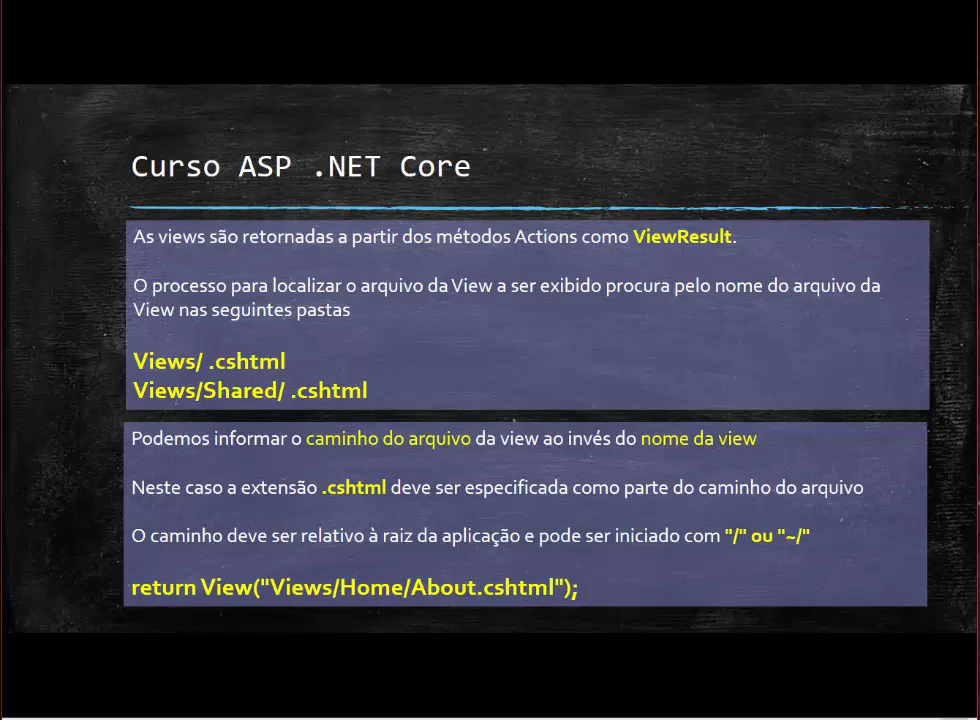 Curso ASP .NET Core
As views são retornadas a partir dos métodos Actions como ViewResult.
O processo para localizar o arquivo da View a ser exibido procura pelo nome do arquivo da
View nas seguintes pastas
Views/ .cshtml
Views/Shared/ .cshtml
Podemos informar o caminho do arquivo da view ao invés do nome da view
Neste caso a extensão .cshtml deve ser especificada como parte do caminho do arquivo
O caminho deve ser relativo à raiz da aplicação e pode ser iniciado com "/" ou "~/"
return View("Views/Home/About.cshtml");